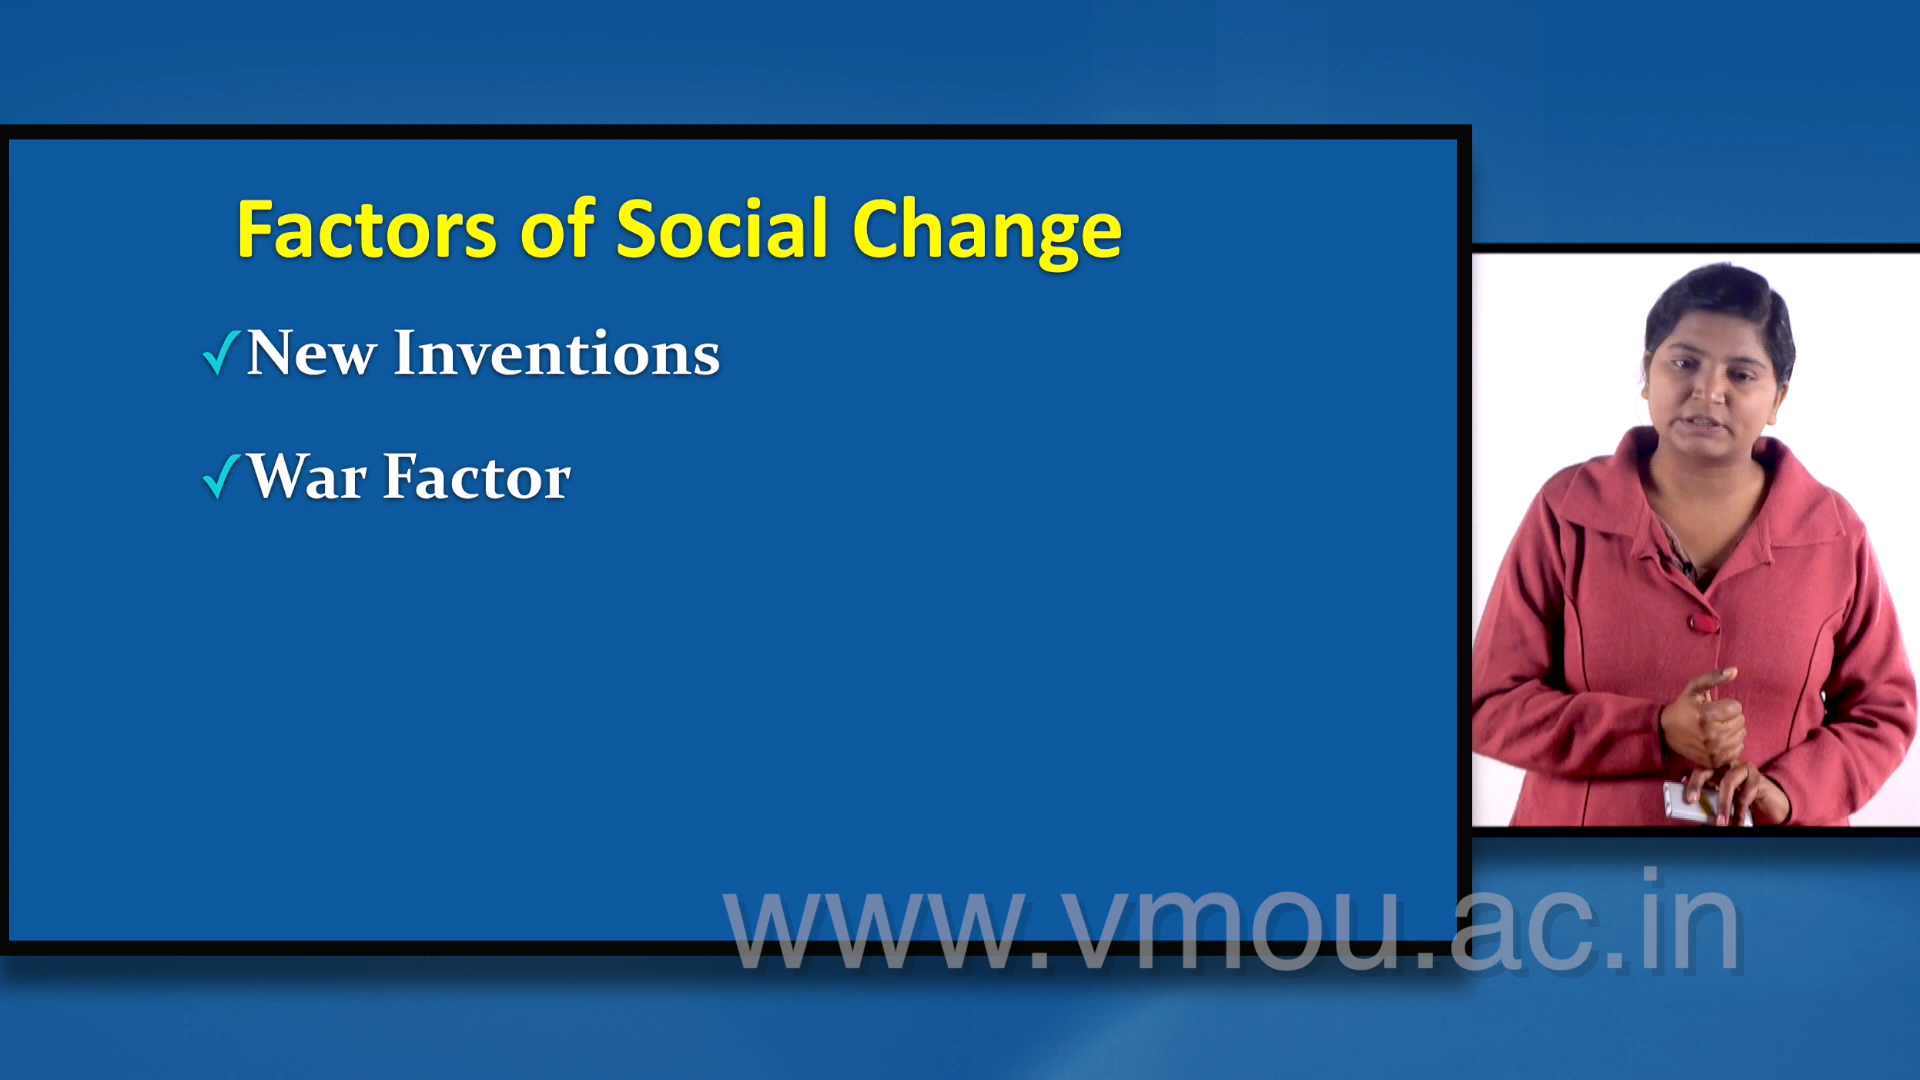 Factors of Social Change
✓New Inventions
✓War Factor
www.vmou.ac.in